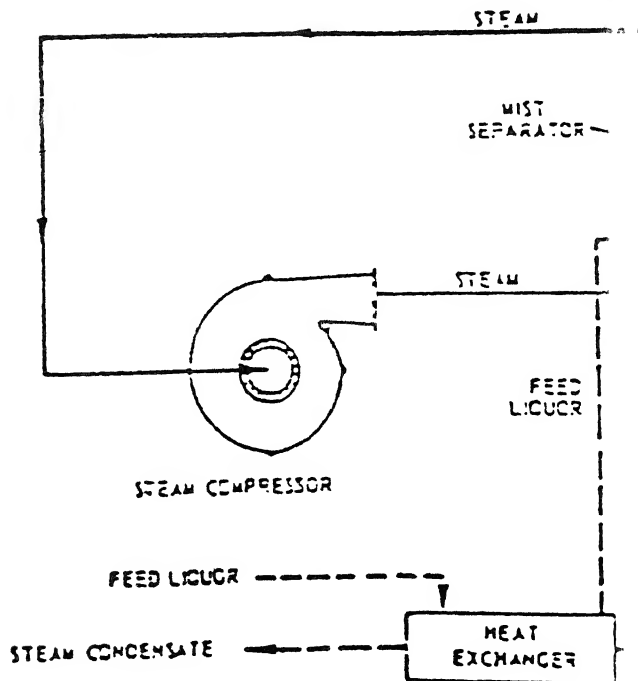 STEAM
MIST
SEPARATOR
STEAM
FEED
LIQUOR
STEAM COMPRESSOR
FEED LIQUOR
HEAT
EXCHANGER
STEAM CONDENSATE